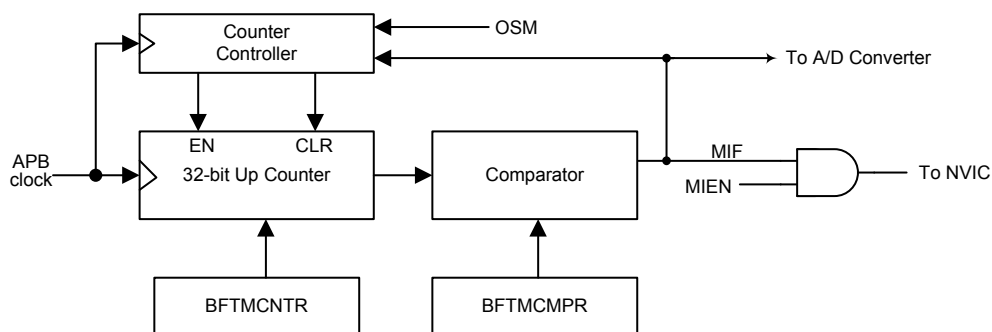 Counter
Controller
OSM
To A/D Converter
EN
CLR
APB
clock
32-bit Up Counter
Comparator
MIF
MIEN
To NVIC
BFTMCNTR
BFTMCMPR